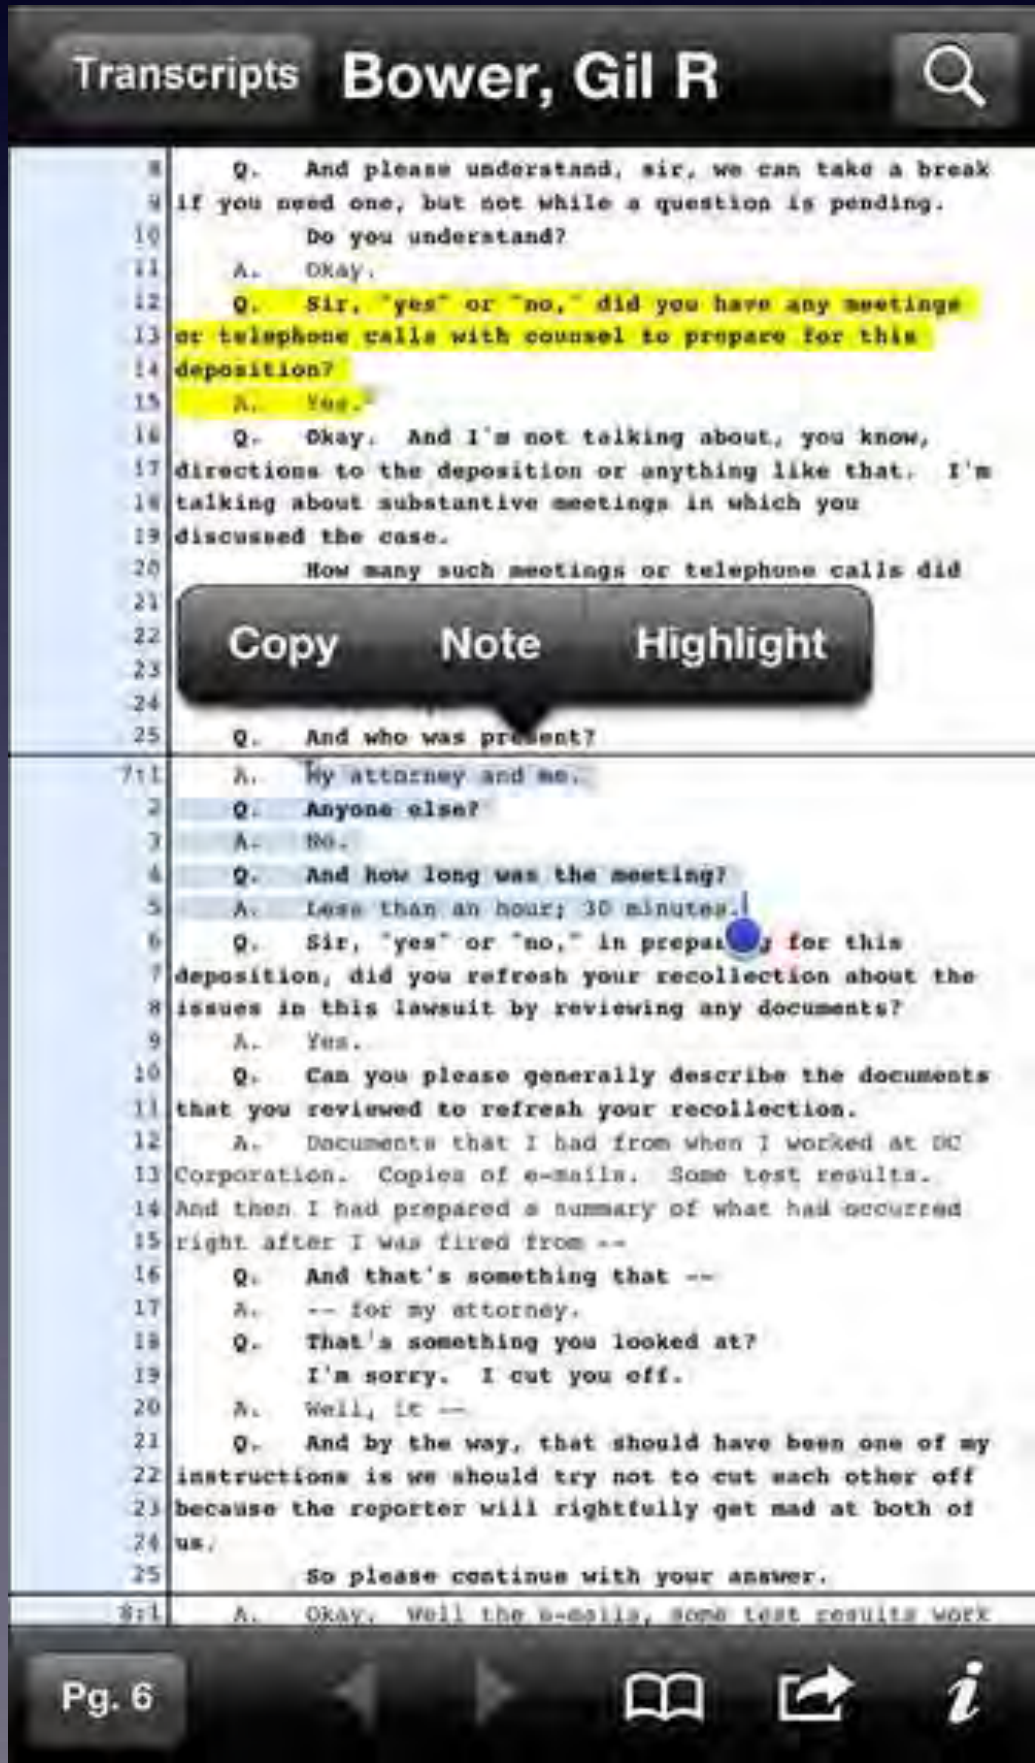 Transcripts Bower, Gil R
8 Q. And please understand, sir, we can take a break
9 if you need one, but not while a question is pending.
10 Do you understand?
11 A. Okay.
12 Q. Sir, "yes" or "no," did you have any meetings
13 or telephone calls with counsel to prepare for this
14 deposition?
15 A. Yes.
16 Q. Okay. And I'm not talking about, you know,
17 directions to the deposition or anything like that. I'm
18 talking about substantive meetings in which you
19 discussed the case.
20 How many such meetings or telephone calls did
21
22
23
24
Copy Note Highlight
25 Q. And who was present?
7:1 A. My attorney and me.
2 Q. Anyone else?
3 A. No.
4 Q. And how long was the meeting?
5 A. Less than an hour; 30 minutes.
6 Q. Sir, "yes" or "no," in for this
7 deposition, did you refresh your recollection about the
8 issues in this lawsuit by reviewing any documents?
9 A. Yes.
10 Q. Can you please generally describe the documents
11 that you reviewed to refresh your recollection.
12 A. Documents that I had from when I worked at DC
13 Corporation. Copies of e-mails. Some test results.
14 And then I had prepared a summary of what had occurred
15 right after I was fired from --
16 Q. And that's something that --
17 A. -- for my attorney.
18 Q. That's something you looked at?
19 I'm sorry. I cut you off.
20 A. Well, it --
21 Q. And by the way, that should have been one of my
22 instructions is we should try not to cut each other off
23 because the reporter will rightfully get mad at both of
24 us.
25 So please continue with your answer.
8:1 A. Okay. Well the e-mails, some test results work
Pg. 6